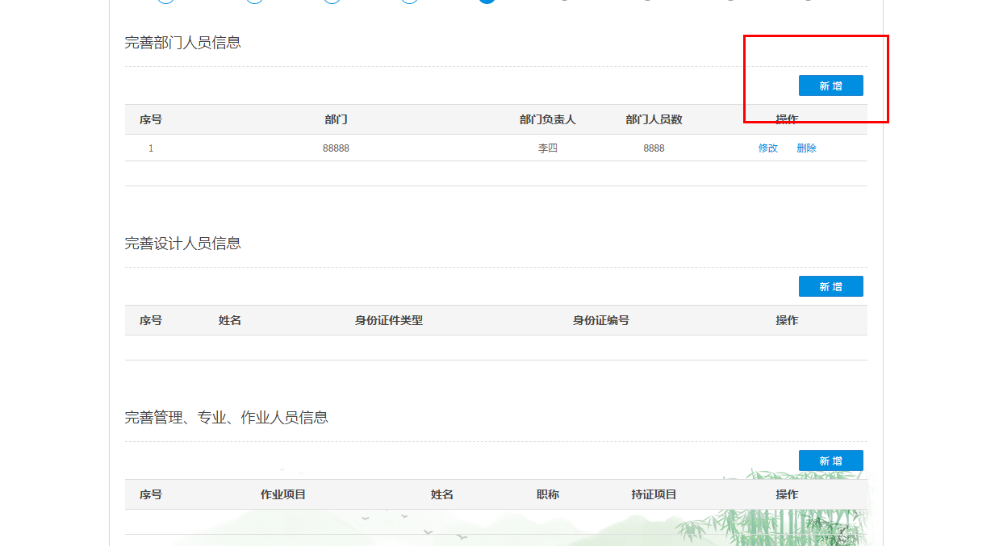 完善部门人员信息
新 增
序号 部门 部门负责人 部门人员数 操作
1 88888 李四 8888 修改 删除
完善设计人员信息
新 增
序号 姓名 身份证件类型 身份证编号 操作
完善管理、专业、作业人员信息
新 增
序号 作业项目 姓名 职称 持证项目 操作